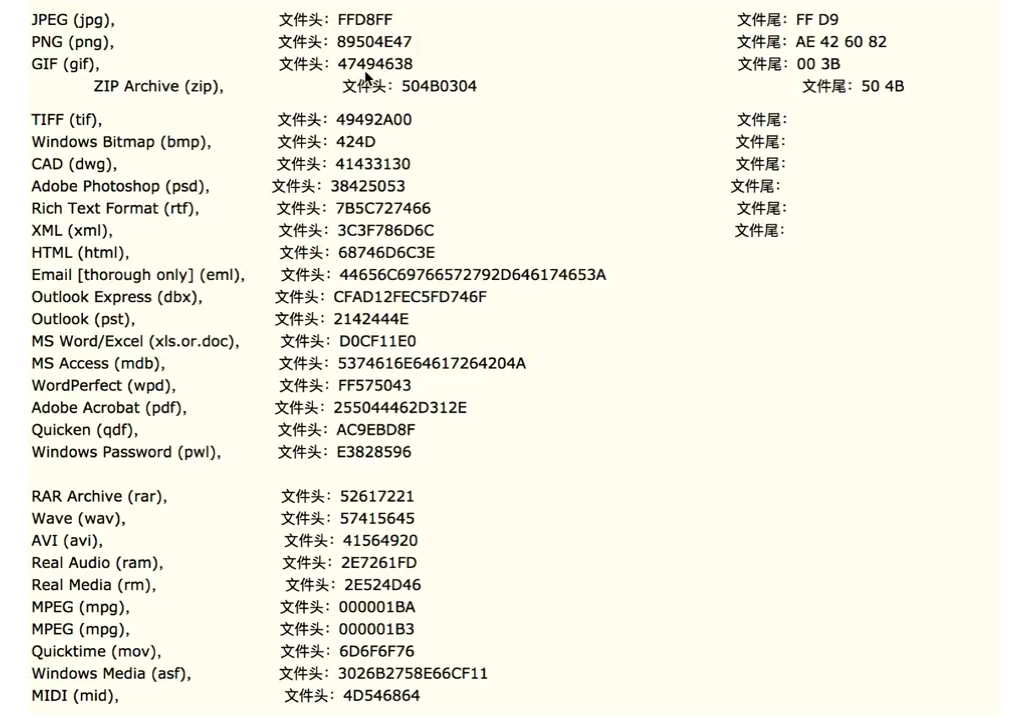 JPEG (jpg), 文件头：FFD8FF 文件尾：FF D9
PNG (png), 文件头：89504E47 文件尾：AE 42 60 82
GIF (gif), 文件头：47494638 文件尾：00 3B
ZIP Archive (zip), 文件头：504B0304 文件尾：50 4B
TIFF (tif), 文件头：49492A00 文件尾：
Windows Bitmap (bmp), 文件头：424D 文件尾：
CAD (dwg), 文件头：41433130 文件尾：
Adobe Photoshop (psd), 文件头：38425053 文件尾：
Rich Text Format (rtf), 文件头：7B5C727466 文件尾：
XML (xml), 文件头：3C3F786D6C 文件尾：
HTML (html), 文件头：68746D6C3E
Email [thorough only] (eml), 文件头：44656C69766572792D646174653A
Outlook Express (dbx), 文件头：CFAD12FEC5FD746F
Outlook (pst), 文件头：2142444E
MS Word/Excel (xls.or.doc), 文件头：D0CF11E0
MS Access (mdb), 文件头：5374616E64617264204A
WordPerfect (wpd), 文件头：FF575043
Adobe Acrobat (pdf), 文件头：255044462D312E
Quicken (qdf), 文件头：AC9EBD8F
Windows Password (pwl), 文件头：E3828596
RAR Archive (rar), 文件头：52617221
Wave (wav), 文件头：57415645
AVI (avi), 文件头：41564920
Real Audio (ram), 文件头：2E7261FD
Real Media (rm), 文件头：2E524D46
MPEG (mpg), 文件头：000001BA
MPEG (mpg), 文件头：000001B3
Quicktime (mov), 文件头：6D6F6F76
Windows Media (asf), 文件头：3026B2758E66CF11
MIDI (mid), 文件头：4D546864